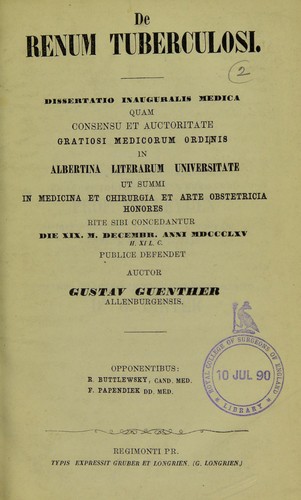 De
RENUM TUBERCULOSI.
2
DISSERTATIO INAUGURALIS MEDICA
QUAM
CONSENSU ET AUCTORITATE
GRATIOSI MEDICORUM ORDINIS
IN
ALBERTINA LITERARUM UNIVERSITATE
UT SUMMI
IN MEDICINA ET CHIRURGIA ET ARTE OBSTETRICIA
HONORES
RITE SIBI CONCEDANTUR
DIE XIX. M. DECEMBR. ANNI MDCCCLXV
H. XI L. C.
PUBLICE DEFENDET
AUCTOR
GUSTAV GUENTHER
ALLENBURGENSIS.
OPPONENTIBUS:
R. BUTTLEWSKY, CAND. MED.
F. PAPENDIEK DD. MED.
ROYAL COLLEGE OF SURGEONS OF ENGLAND
10 JUL 90
LIBRARY
REGIMONTI PR.
TYPIS EXPRESSIT GRUBER ET LONGRIEN. (G. LONGRIEN.)